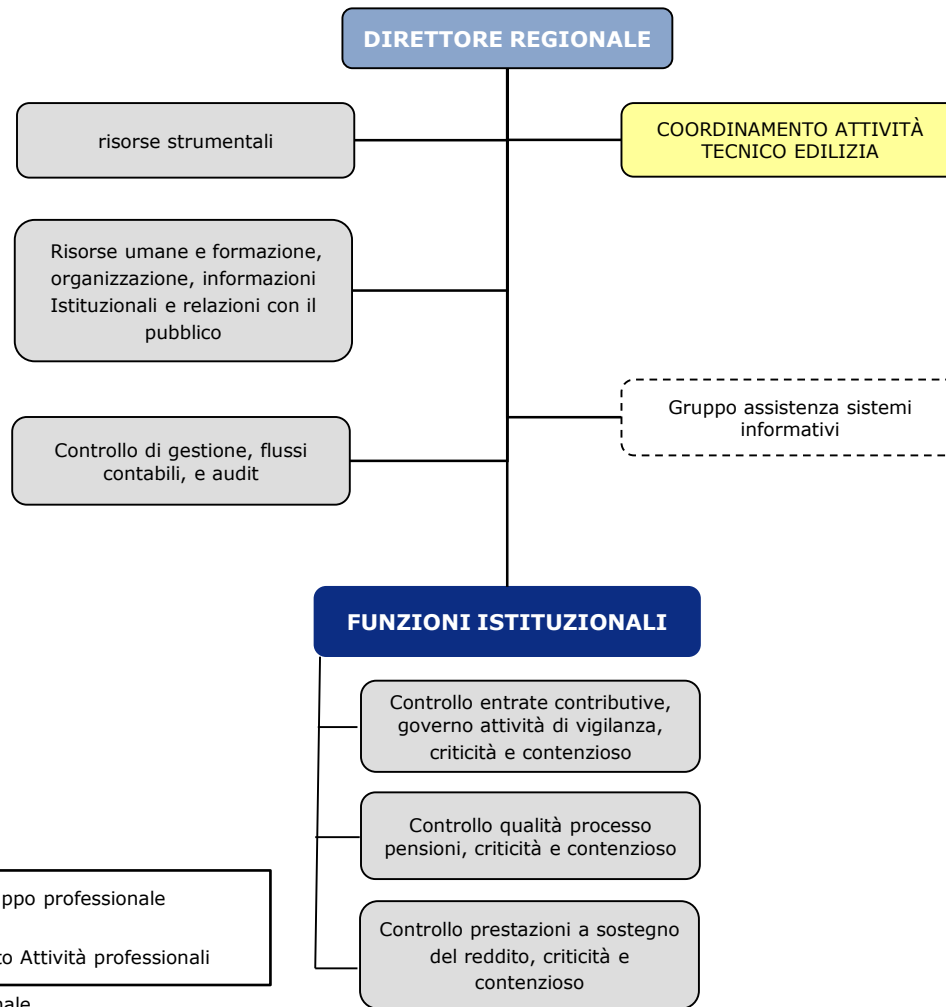 DIRETTORE REGIONALE
risorse strumentali
COORDINAMENTO ATTIVITÀ
TECNICO EDILIZIA
Risorse umane e formazione,
organizzazione, informazioni
Istituzionali e relazioni con il
pubblico
Gruppo assistenza sistemi
informativi
Controllo di gestione, flussi
contabili, e audit
FUNZIONI ISTITUZIONALI
Controllo entrate contributive,
governo attività di vigilanza,
criticità e contenzioso
Controllo qualità processo
pensioni, criticità e contenzioso
Controllo prestazioni a sostegno
del reddito, criticità e
contenzioso
professionale
Attività professionali